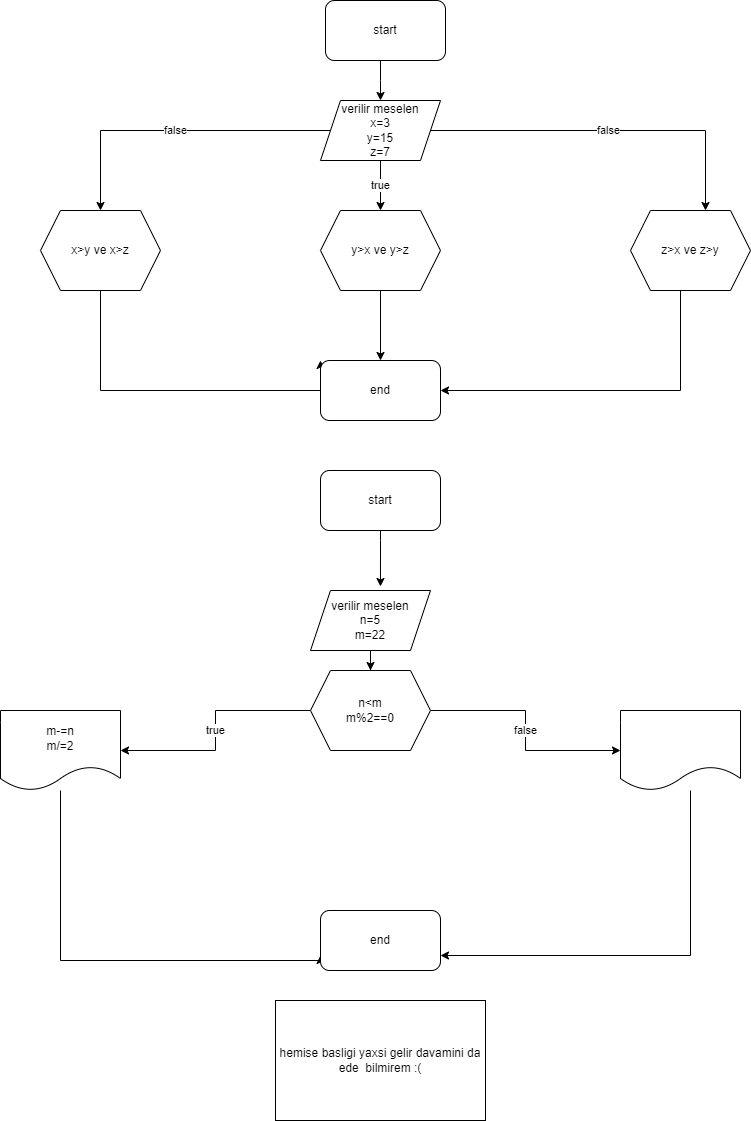 start
verilir meselen
x=3
y=15
z=7
false
false
true
x>y ve x>z
y>x ve y>z
z>x ve z>y
end
start
verilir meselen
n=5
m=22
n<m
m%2==0
true
false
m-=n
m/=2
end
hemise basligi yaxsi gelir davamini da
ede bilmirem :(